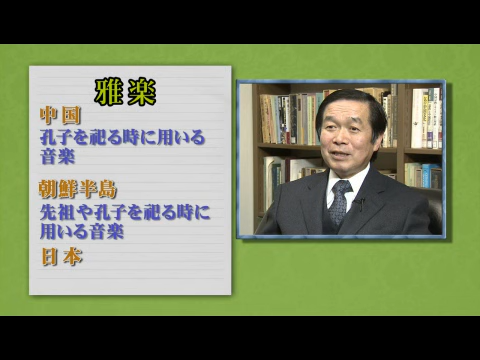 雅楽
中国
孔子を祀る時に用いる
音楽
朝鮮半島
先祖や孔子を祀る時に
用いる音楽
日本